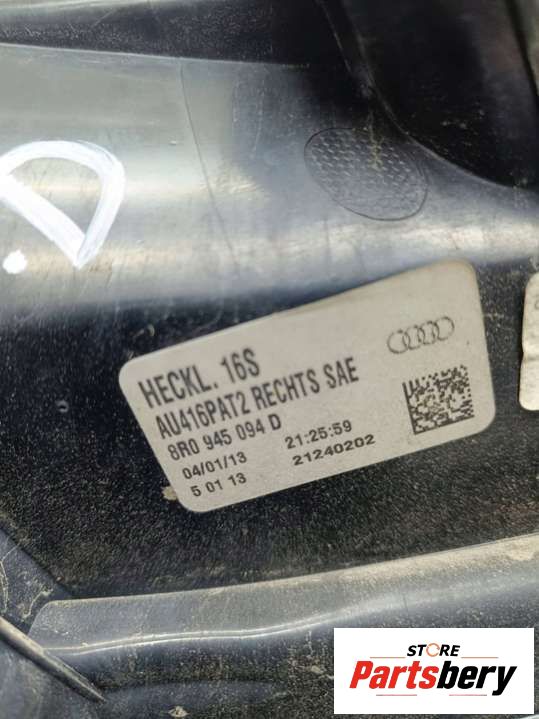 .D
HECKL. 16S
AU416PAT2 RECHTS SAE
8R0 945 094 D
04/01/13 21:25:59
5 01 13 21240202
STORE
Partsbery